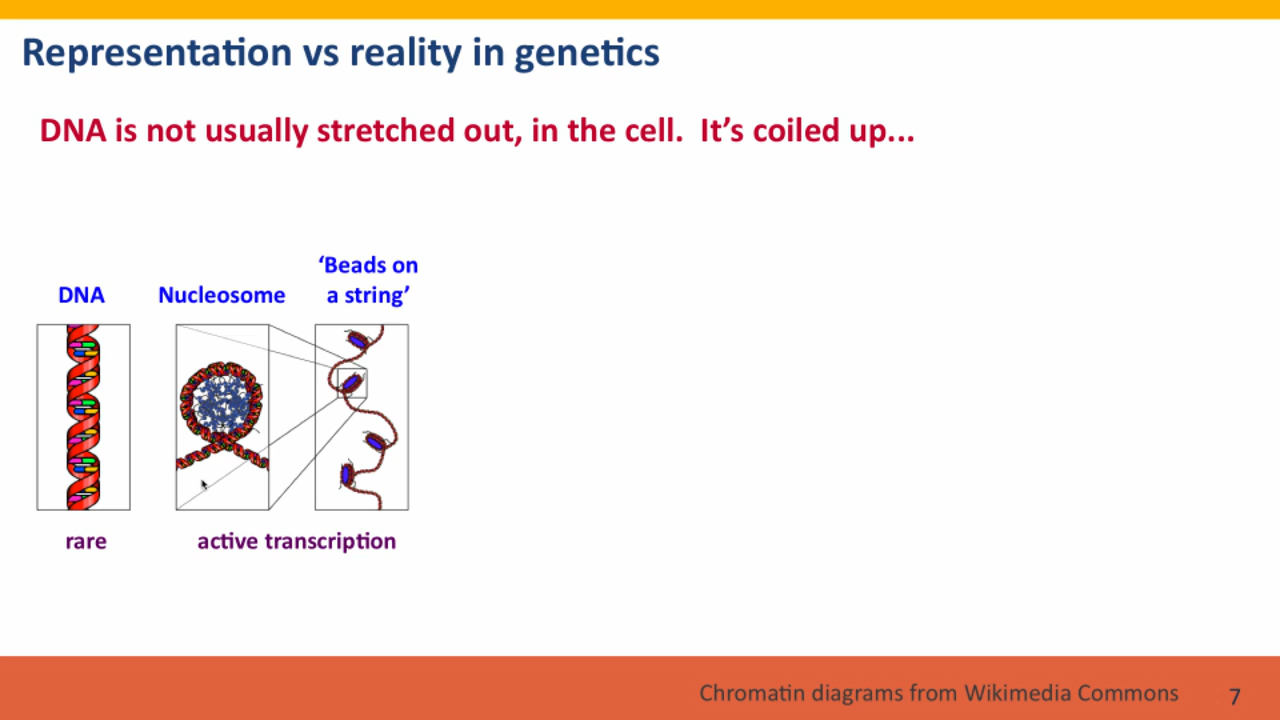 Representation vs reality in genetics
DNA is not usually stretched out, in the cell.  It’s coiled up...
DNA
Nucleosome
‘Beads on
a string’
rare
active transcription
Chromatin diagrams from Wikimedia Commons
7